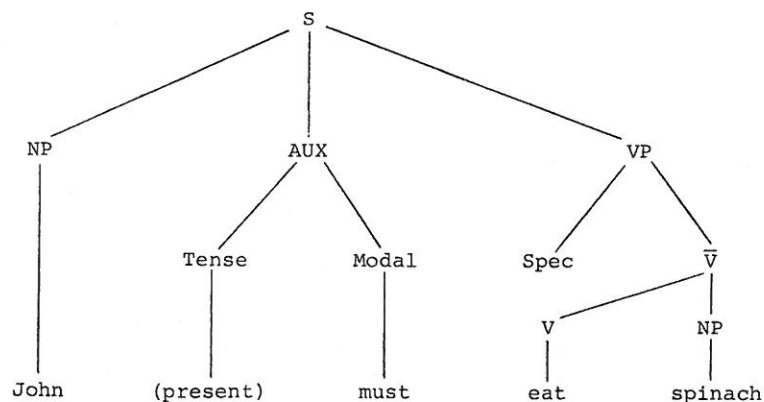 S
NP AUX VP
Tense Modal Spec V̅
V NP
John (present) must eat spinach